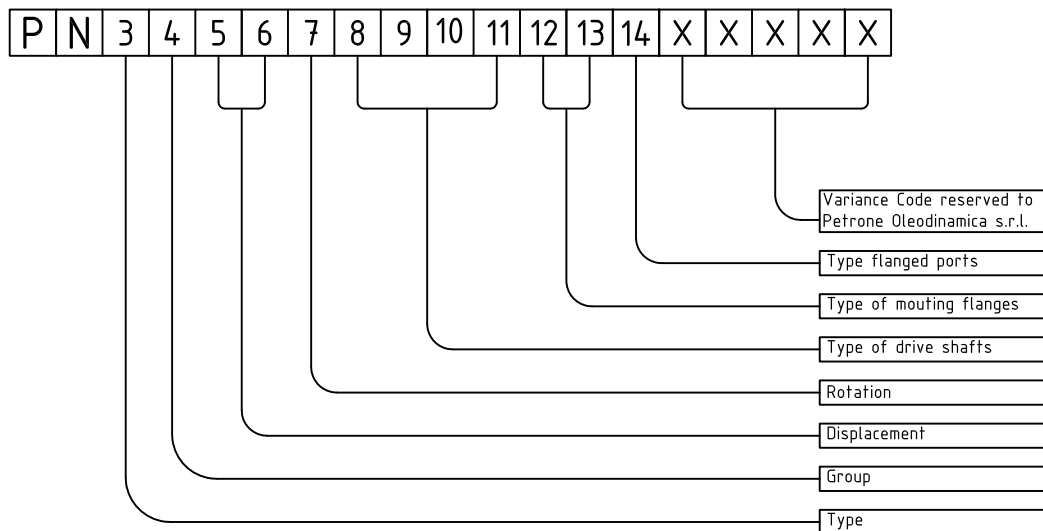 P N 3 4 5 6 7 8 9 10 11 12 13 14 X X X X X
Variance Code reserved to
Petrone Oleodinamica s.r.l.
Type flanged ports
Type of mouting flanges
Type of drive shafts
Rotation
Displacement
Group
Type